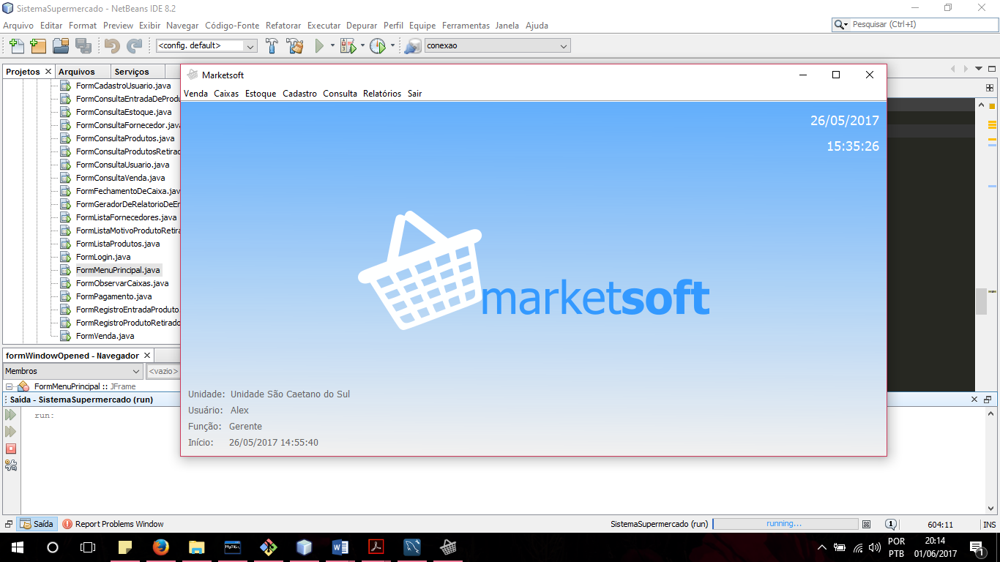 SistemaSupermercado - NetBeans IDE 8.2
Arquivo Editar Format Preview Exibir Navegar Código-Fonte Refatorar Executar Depurar Perfil Equipe Ferramentas Janela Ajuda
Pesquisar (Ctrl+I)
<config. default>
conexao
Projetos
Arquivos
Serviços
FormCadastroUsuario.java
FormConsultaEntradaDeProdu
FormConsultaEstoque.java
FormConsultaFornecedor.java
FormConsultaProdutos.java
FormConsultaProdutosRetirad
FormConsultaUsuario.java
FormConsultaVenda.java
FormFechamentoDeCaixa.jav
FormGeradorDeRelatorioDeEn
FormListaFornecedores.java
FormListaMotivoProdutoRetira
FormListaProdutos.java
FormLogin.java
FormMenuPrincipal.java
FormObservarCaixas.java
FormPagamento.java
FormRegistroEntradaProdutos
FormRegistroProdutoRetirado
FormVenda.java
formWindowOpened - Navegador
Membros
<vazio>
FormMenuPrincipal :: JFrame
Saída - SistemaSupermercado (run)
run:
Marketsoft
Venda Caixas Estoque Cadastro Consulta Relatórios Sair
26/05/2017
15:35:26
marketsoft
Unidade: Unidade São Caetano do Sul
Usuário: Alex
Função: Gerente
Início: 26/05/2017 14:55:40
Saída
Report Problems Window
SistemaSupermercado (run)
running...
1
604:11
INS
MySQL
POR
PTB
20:14
01/06/2017
1